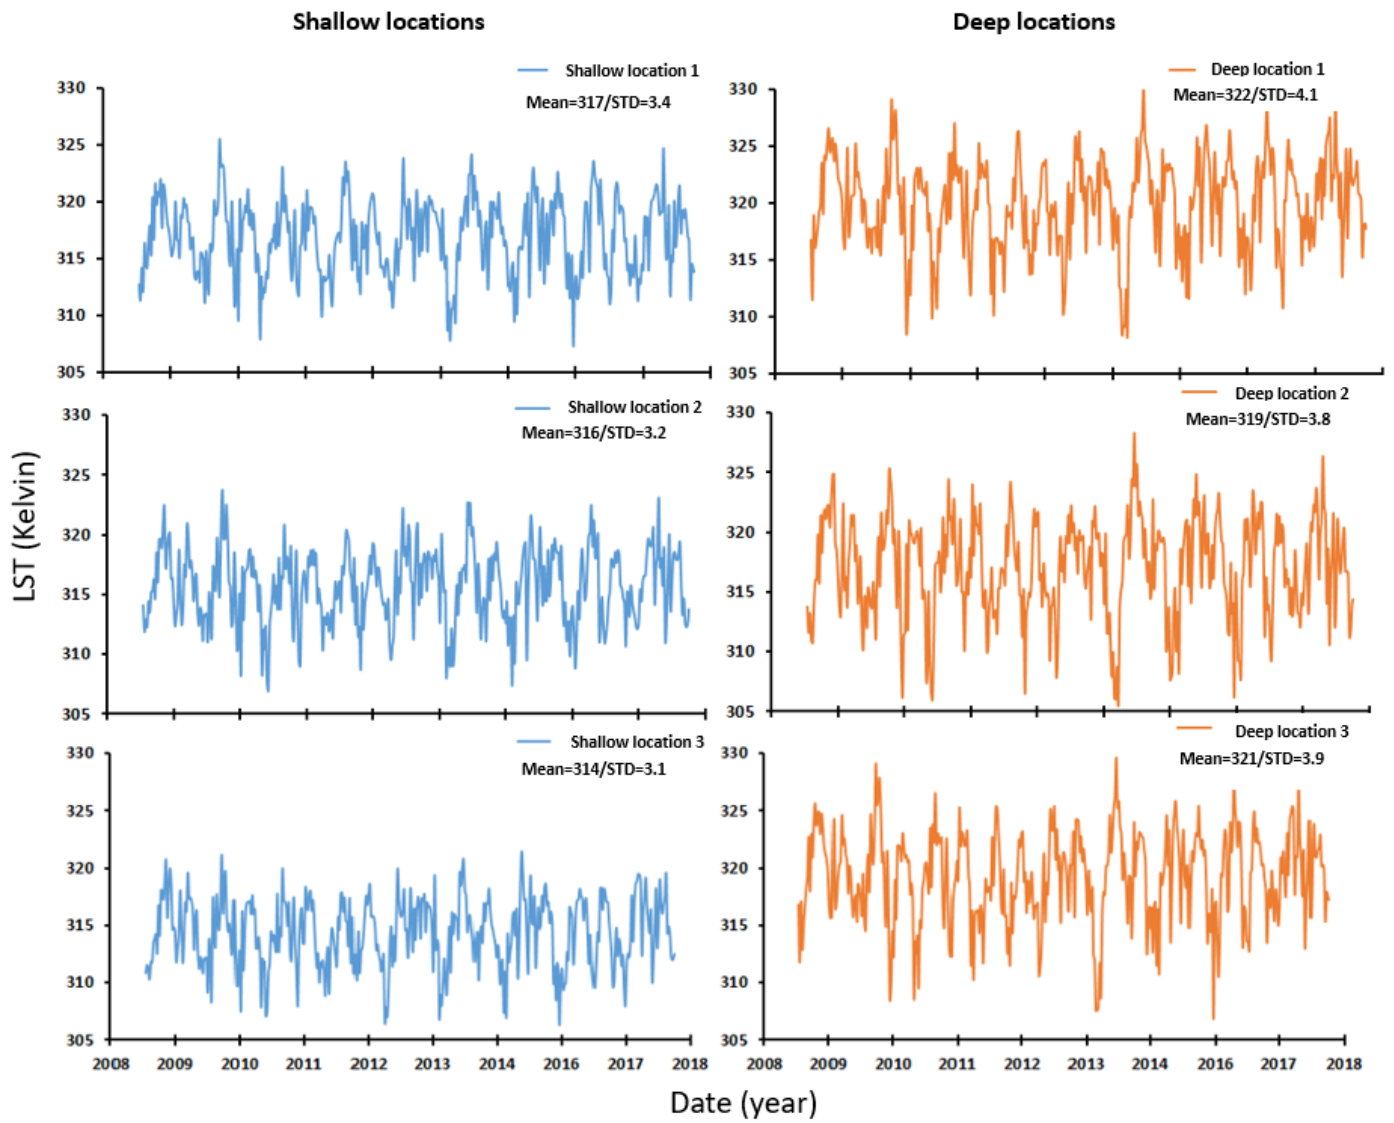 Shallow locations
Deep locations
Shallow location 1
Mean=317/STD=3.4
330
325
320
315
310
305
Deep location 1
Mean=322/STD=4.1
330
325
320
315
310
305
Shallow location 2
Mean=316/STD=3.2
330
325
320
315
310
305
Deep location 2
Mean=319/STD=3.8
330
325
320
315
310
305
Shallow location 3
Mean=314/STD=3.1
330
325
320
315
310
305
2008 2009 2010 2011 2012 2013 2014 2015 2016 2017 2018
Deep location 3
Mean=321/STD=3.9
330
325
320
315
310
305
2008 2009 2010 2011 2012 2013 2014 2015 2016 2017 2018
LST (Kelvin)
Date (year)